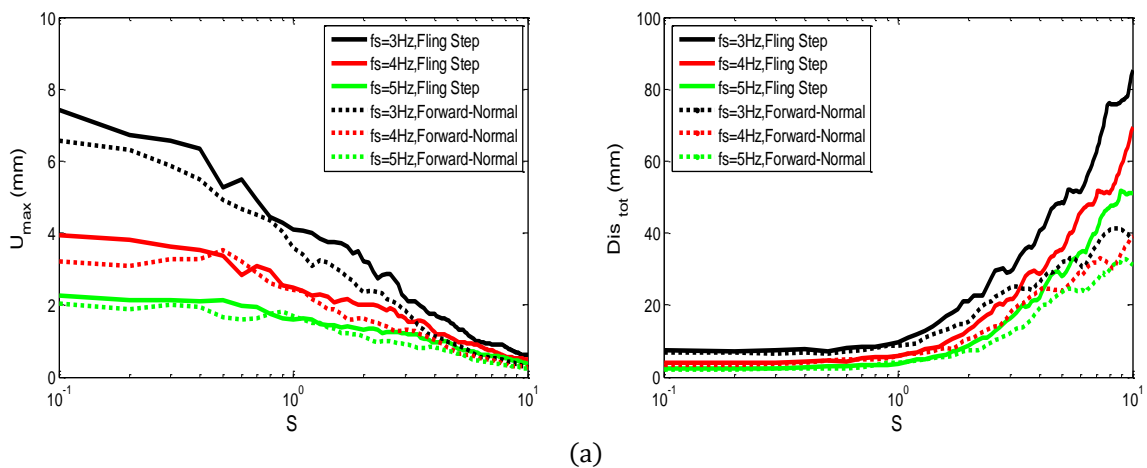 10
8
6
4
2
0
U_max (mm)
10^-1
10^0
10^1
S
fs=3Hz,Fling Step
fs=4Hz,Fling Step
fs=5Hz,Fling Step
fs=3Hz,Forward-Normal
fs=4Hz,Forward-Normal
fs=5Hz,Forward-Normal
100
80
60
40
20
0
Dis_tot (mm)
10^-1
10^0
10^1
S
fs=3Hz,Fling Step
fs=4Hz,Fling Step
fs=5Hz,Fling Step
fs=3Hz,Forward-Normal
fs=4Hz,Forward-Normal
fs=5Hz,Forward-Normal
(a)